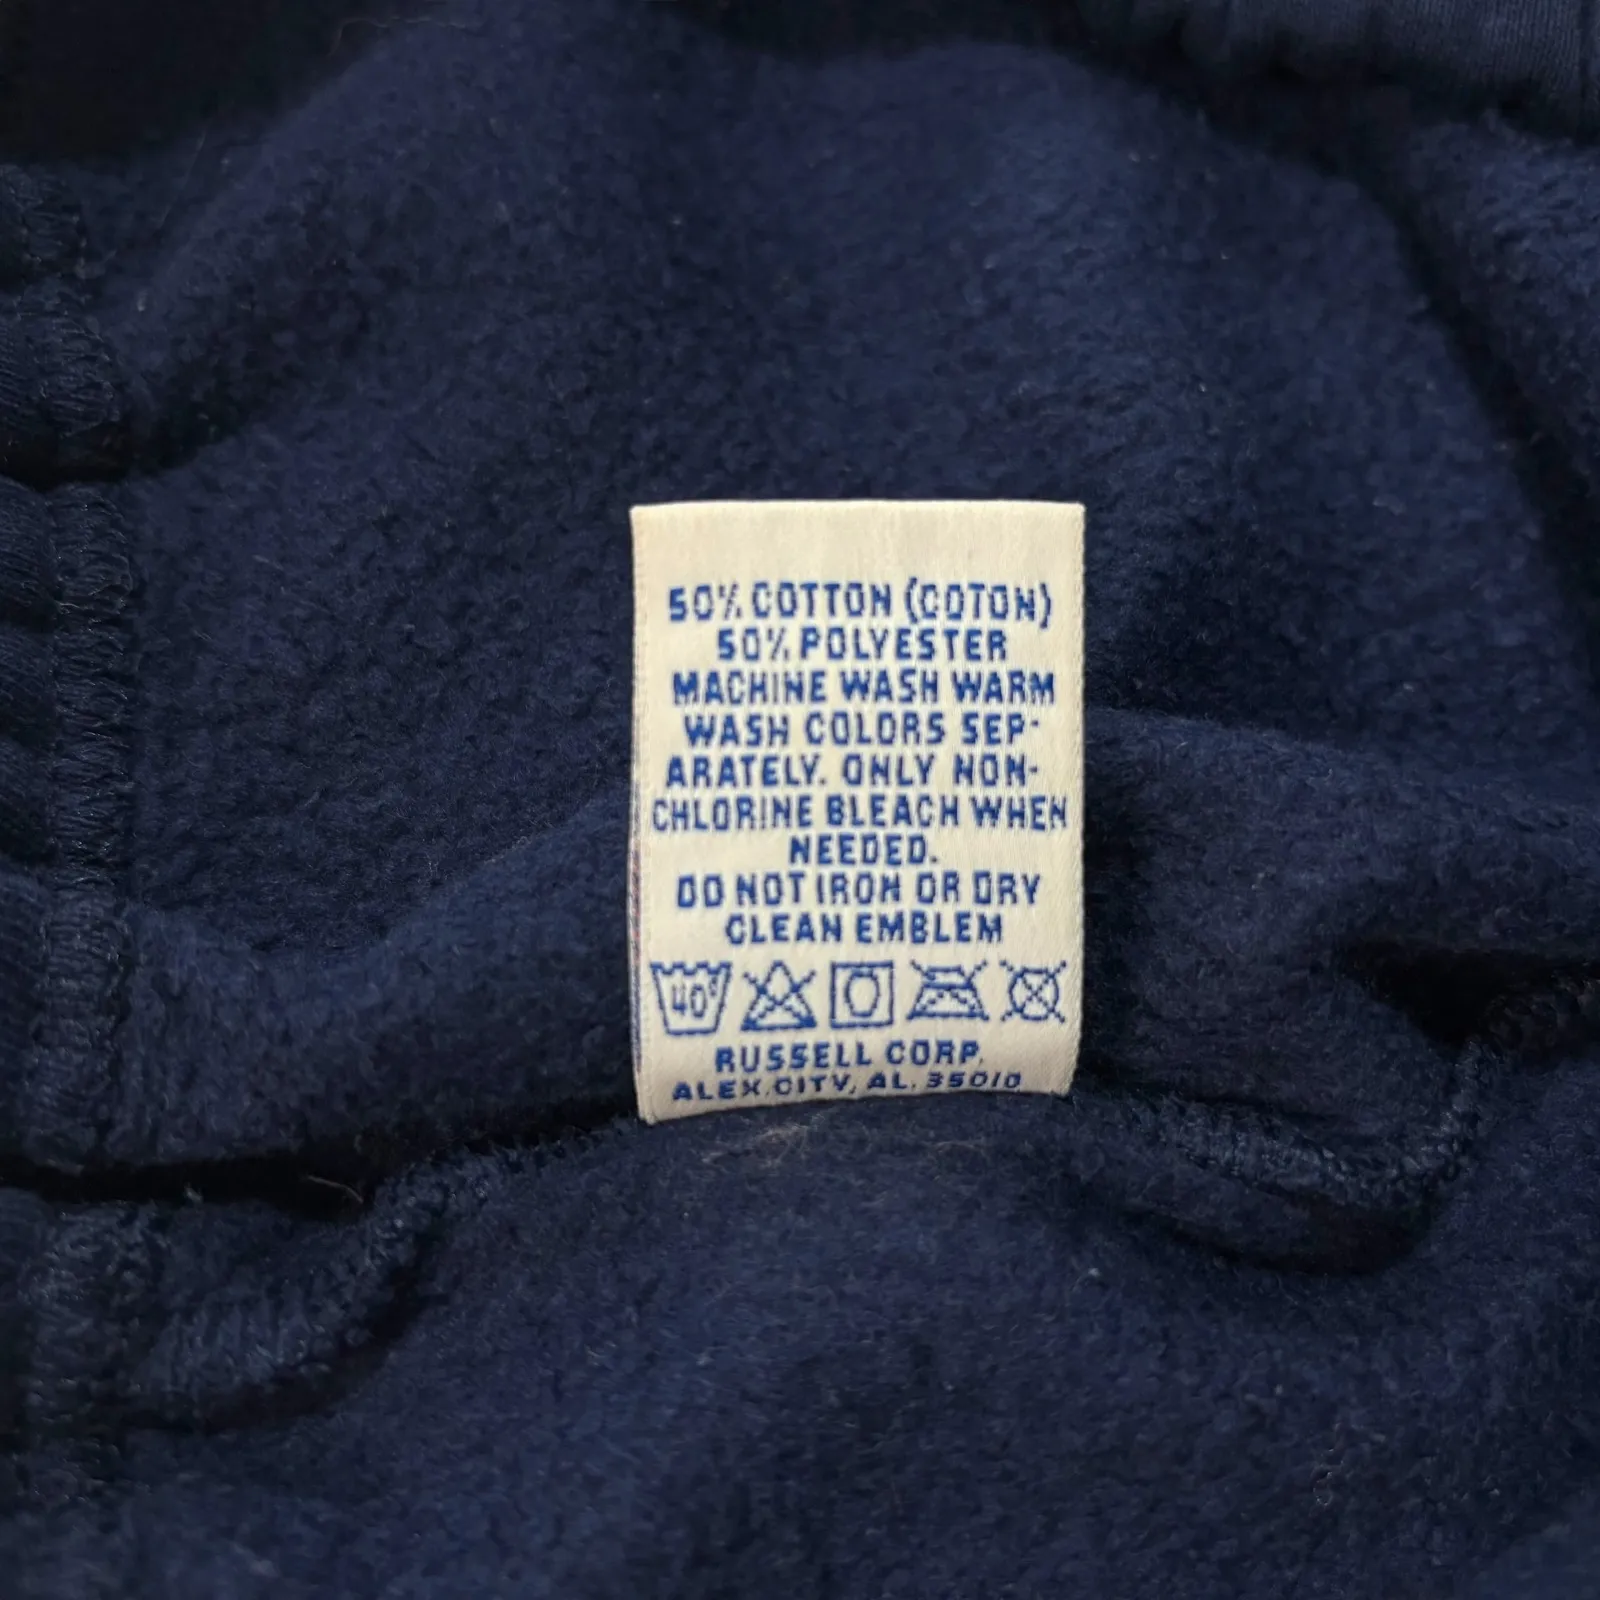 50% COTTON (COTON)
50% POLYESTER
MACHINE WASH WARM
WASH COLORS SEP-
ARATELY. ONLY NON-
CHLORINE BLEACH WHEN
NEEDED.
DO NOT IRON OR DRY
CLEAN EMBLEM
40°
RUSSELL CORP.
ALEX. CITY, AL. 35010